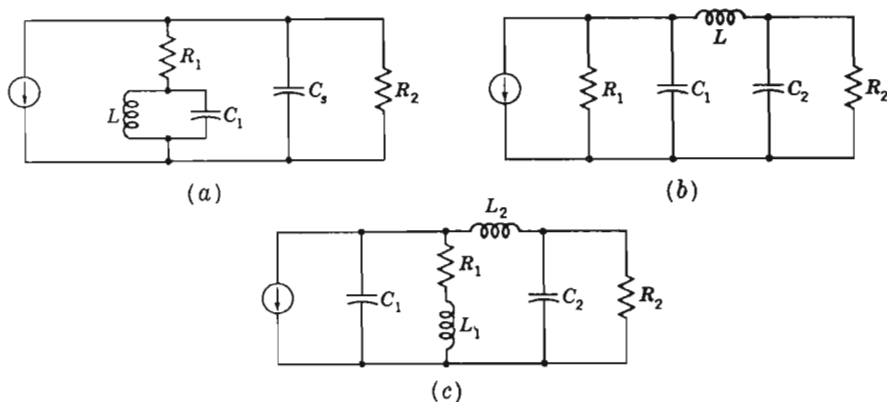 R₁
L
C₁
Cₛ
R₂
(a)
L
R₁
C₁
C₂
R₂
(b)
L₂
R₁
C₁
L₁
C₂
R₂
(c)